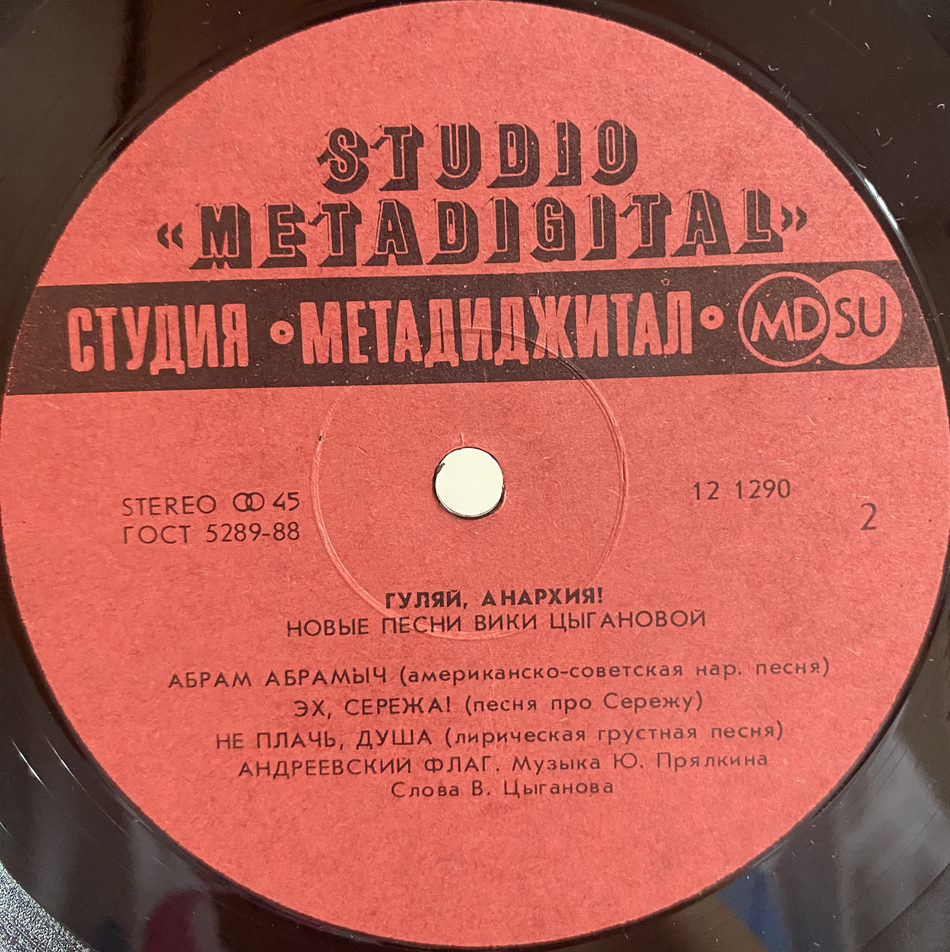 STUDIO
«METADIGITAL»
СТУДИЯ •МЕТАДИДЖИТАЛ•
MD SU
STEREO Ꝏ 45
ГОСТ 5289-88
12 1290
2
ГУЛЯЙ, АНАРХИЯ!
НОВЫЕ ПЕСНИ ВИКИ ЦЫГАНОВОЙ
АБРАМ АБРАМЫЧ (американско-советская нар. песня)
ЭХ, СЕРЕЖА! (песня про Сережу)
НЕ ПЛАЧЬ, ДУША (лирическая грустная песня)
АНДРЕЕВСКИЙ ФЛАГ. Музыка Ю. Прялкина
Слова В. Цыганова